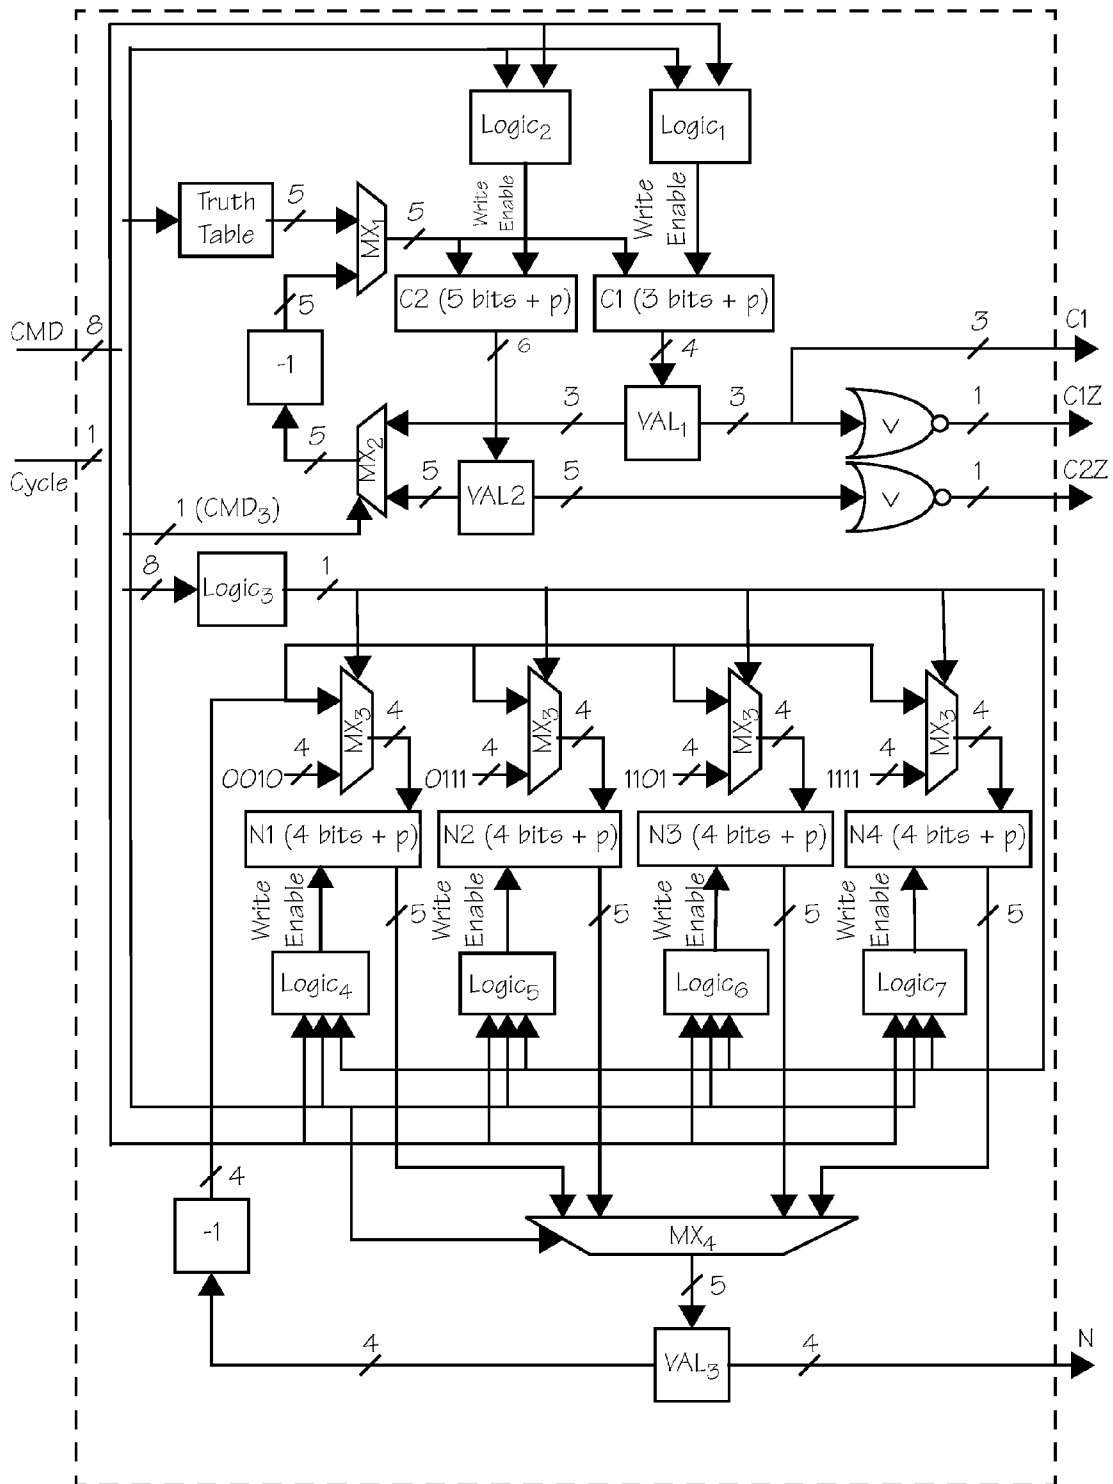 Logic2
Logic1
Write
Enable
Write
Enable
Truth
Table
5
MX1
5
C2 (5 bits + p)
C1 (3 bits + p)
5
CMD
8
-1
6
4
3
C1
3
VAL1
3
1
C1Z
v
5
MX2
Cycle
1
5
VAL2
5
1
C2Z
v
1 (CMD3)
8
Logic3
1
MX3
4
MX3
4
MX3
4
MX3
4
0010
4
0111
4
1101
4
1111
4
N1 (4 bits + p)
N2 (4 bits + p)
N3 (4 bits + p)
N4 (4 bits + p)
Write
Enable
5
Write
Enable
5
Write
Enable
5
Write
Enable
5
Logic4
Logic5
Logic6
Logic7
4
-1
MX4
5
4
VAL3
4
N